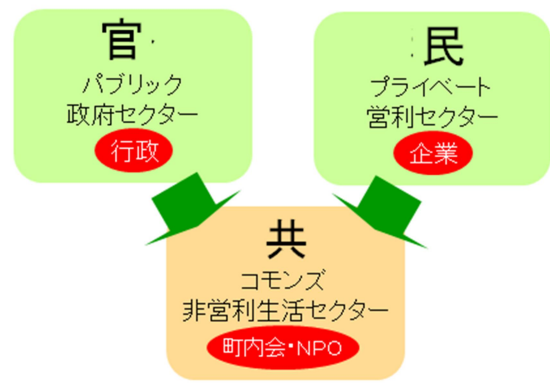 官
パブリック
政府セクター
行政
民
プライベート
営利セクター
企業
共
コモンズ
非営利生活セクター
町内会・NPO